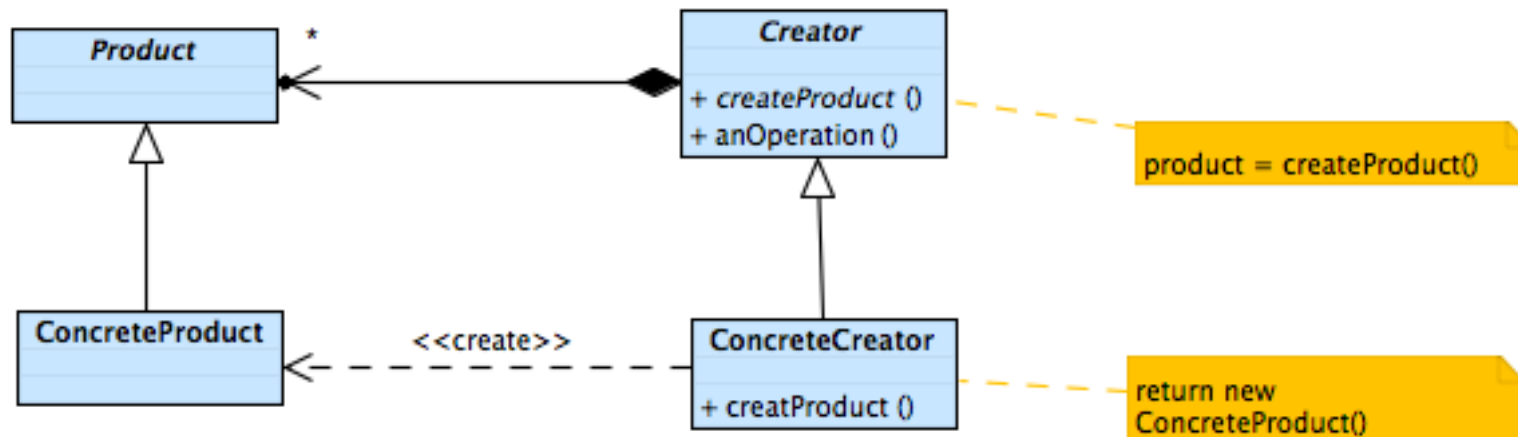 Product
*
Creator
+ createProduct ()
+ anOperation ()
product = createProduct()
ConcreteProduct
<<create>>
ConcreteCreator
+ creatProduct ()
return new
ConcreteProduct()